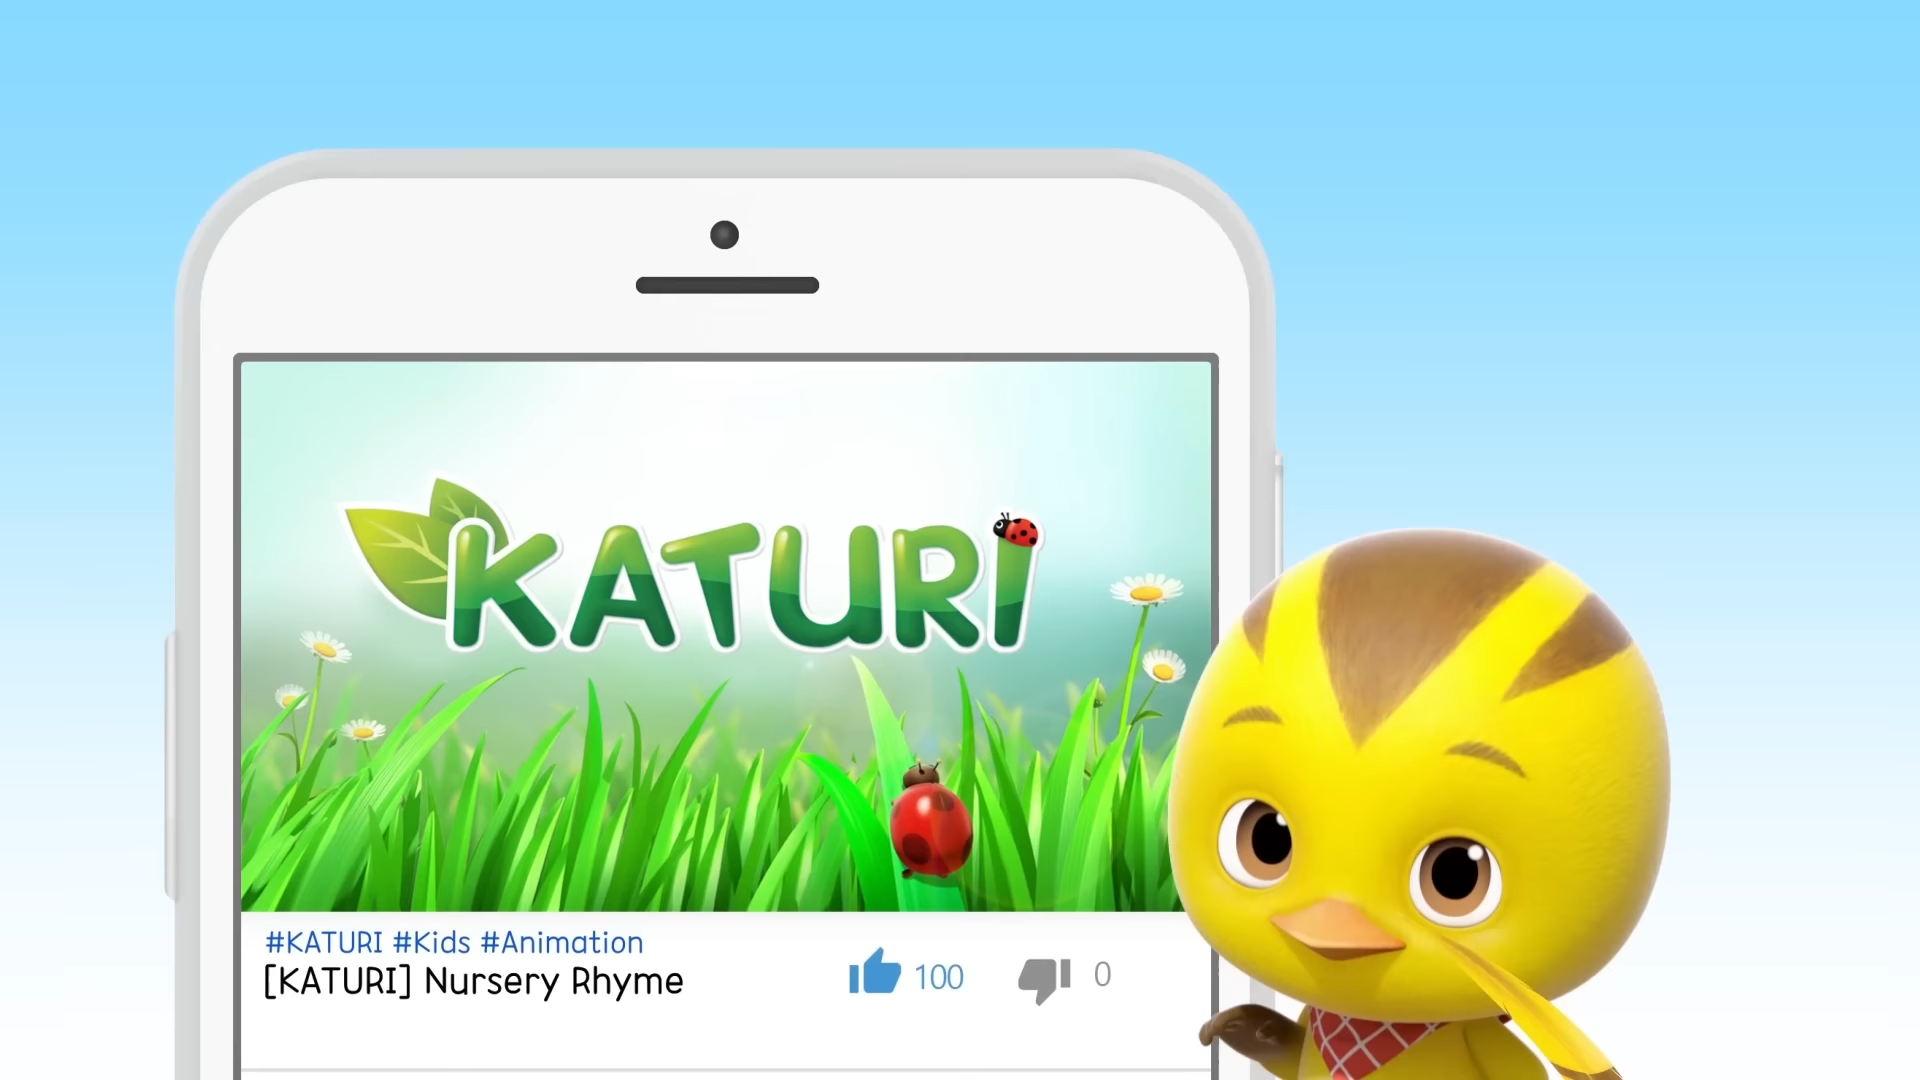 KATURI
#KATURI #Kids #Animation
[KATURI] Nursery Rhyme
100
0